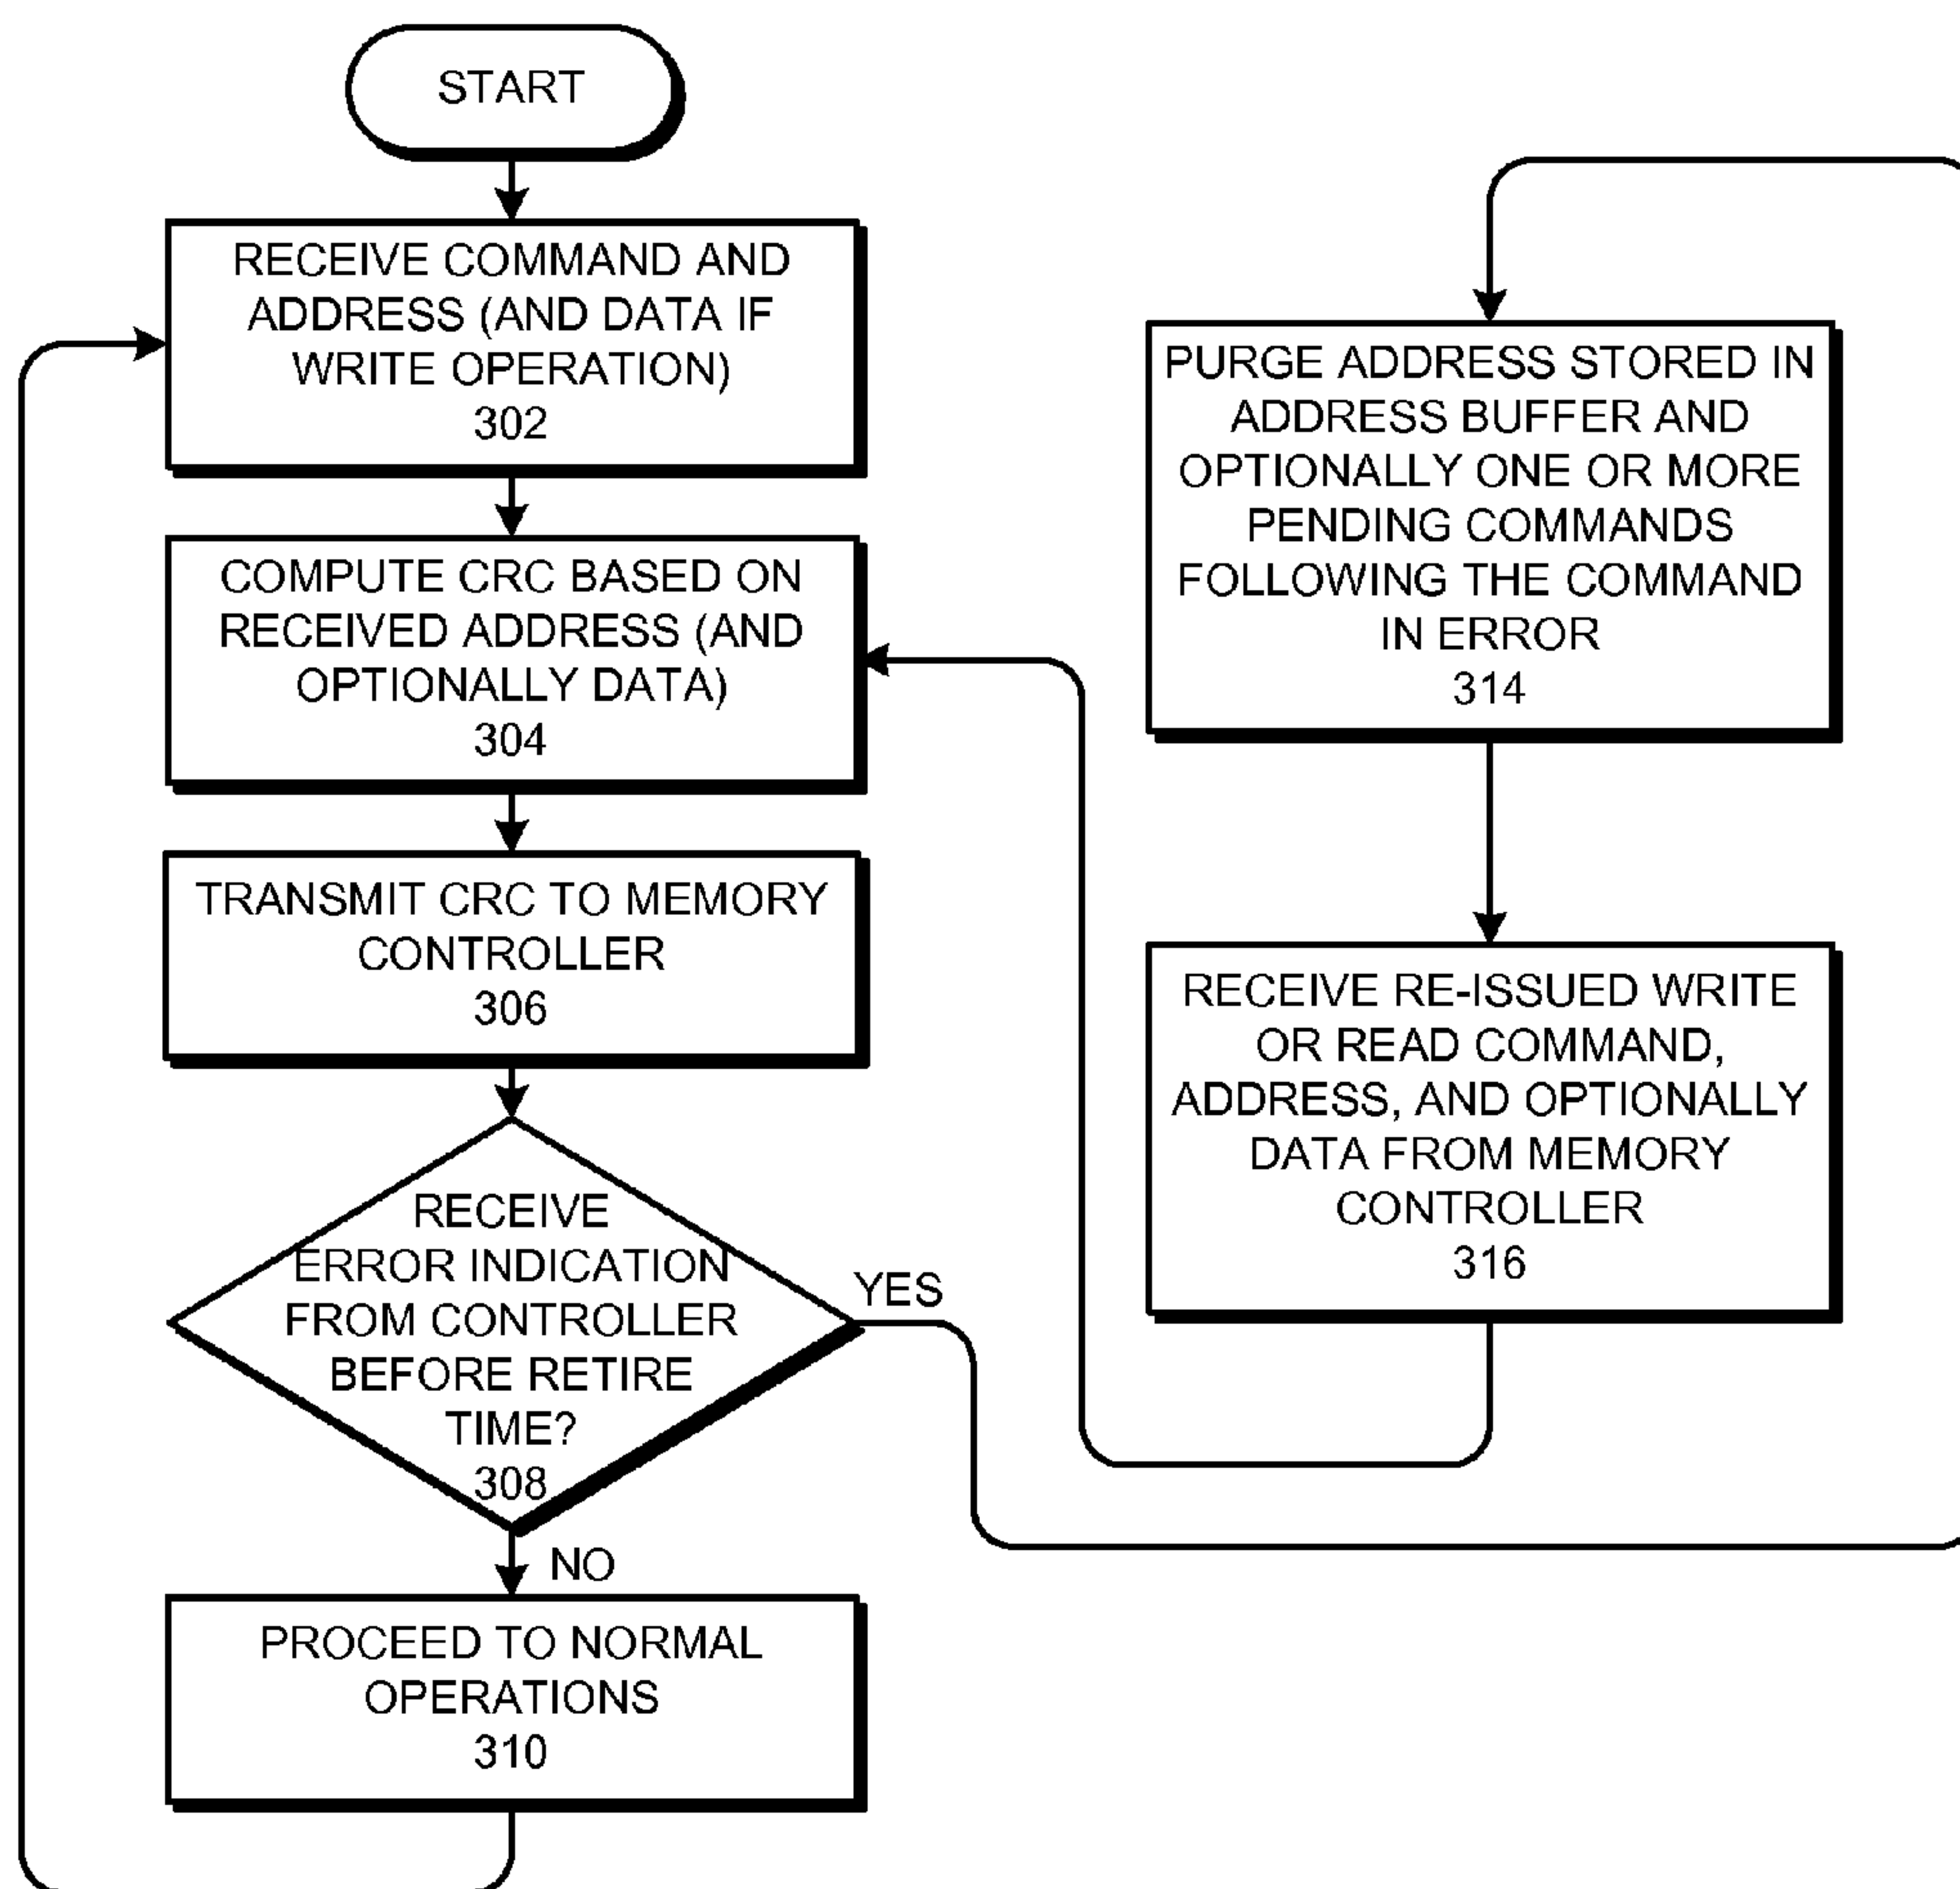 START
RECEIVE COMMAND AND
ADDRESS (AND DATA IF
WRITE OPERATION)
302
COMPUTE CRC BASED ON
RECEIVED ADDRESS (AND
OPTIONALLY DATA)
304
TRANSMIT CRC TO MEMORY
CONTROLLER
306
RECEIVE
ERROR INDICATION
FROM CONTROLLER
BEFORE RETIRE
TIME?
308
YES
NO
PROCEED TO NORMAL
OPERATIONS
310
PURGE ADDRESS STORED IN
ADDRESS BUFFER AND
OPTIONALLY ONE OR MORE
PENDING COMMANDS
FOLLOWING THE COMMAND
IN ERROR
314
RECEIVE RE-ISSUED WRITE
OR READ COMMAND,
ADDRESS, AND OPTIONALLY
DATA FROM MEMORY
CONTROLLER
316